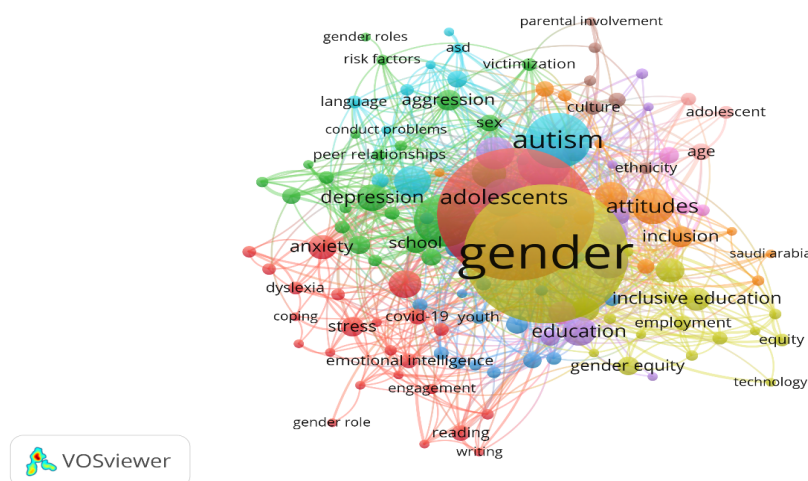 parental involvement
gender roles
asd
risk factors
victimization
language
aggression
culture
adolescent
sex
conduct problems
autism
peer relationships
age
ethnicity
depression
adolescents
attitudes
anxiety
school
gender
inclusion
saudi arabia
dyslexia
inclusive education
coping
covid-19
youth
stress
education
employment
equity
emotional intelligence
gender equity
technology
engagement
gender role
reading
writing
VOSviewer